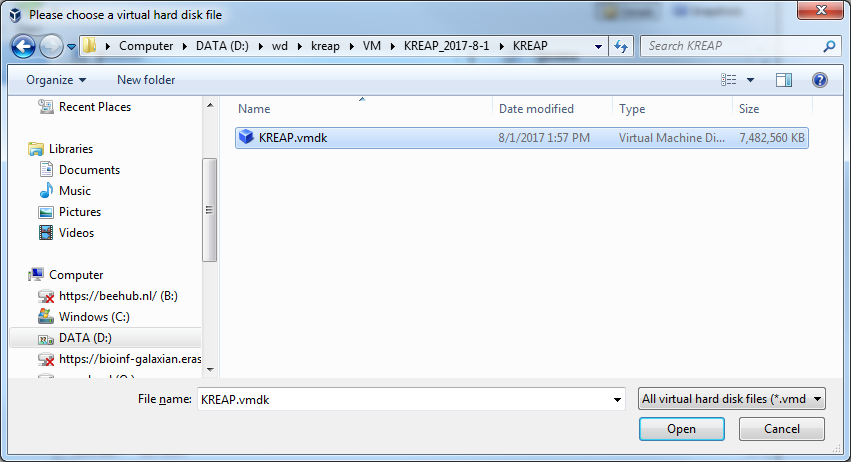 Please choose a virtual hard disk file
Computer DATA (D:) wd kreap VM KREAP_2017-8-1 KREAP Search KREAP
Organize New folder
Name Date modified Type Size
KREAP.vmdk 8/1/2017 1:57 PM Virtual Machine Di... 7,482,560 KB
Recent Places
Libraries
Documents
Music
Pictures
Videos
Computer
https://beehub.nl/ (B:)
Windows (C:)
DATA (D:)
https://bioinf-galaxian.eras
File name: KREAP.vmdk All virtual hard disk files (*.vmd
Open Cancel